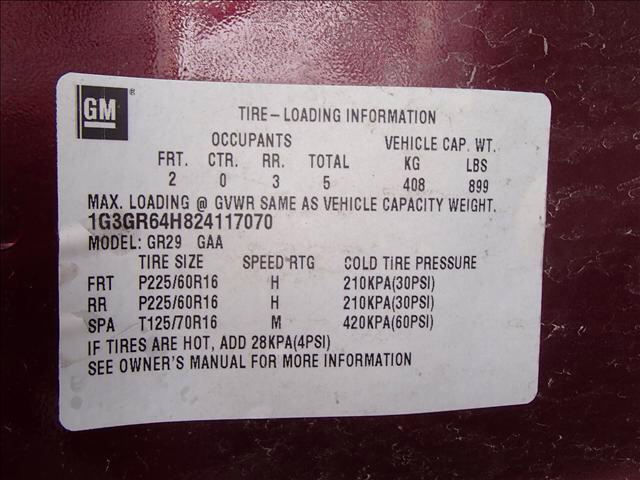 GM ®
TIRE-LOADING INFORMATION
OCCUPANTS VEHICLE CAP. WT.
FRT. CTR. RR. TOTAL KG LBS
2 0 3 5 408 899
MAX. LOADING @ GVWR SAME AS VEHICLE CAPACITY WEIGHT.
1G3GR64H824117070
MODEL: GR29 GAA
TIRE SIZE SPEED RTG COLD TIRE PRESSURE
FRT P225/60R16 H 210KPA(30PSI)
RR P225/60R16 H 210KPA(30PSI)
SPA T125/70R16 M 420KPA(60PSI)
IF TIRES ARE HOT, ADD 28KPA(4PSI)
SEE OWNER'S MANUAL FOR MORE INFORMATION